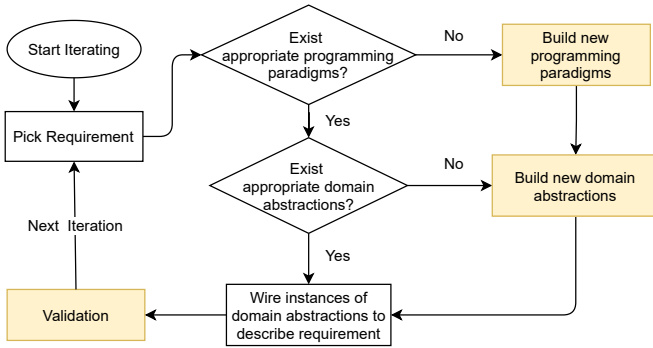 Start Iterating
Pick Requirement
Exist
appropriate programming
paradigms?
No
Build new
programming
paradigms
Yes
Exist
appropriate domain
abstractions?
No
Build new domain
abstractions
Yes
Wire instances of
domain abstractions to
describe requirement
Validation
Next Iteration